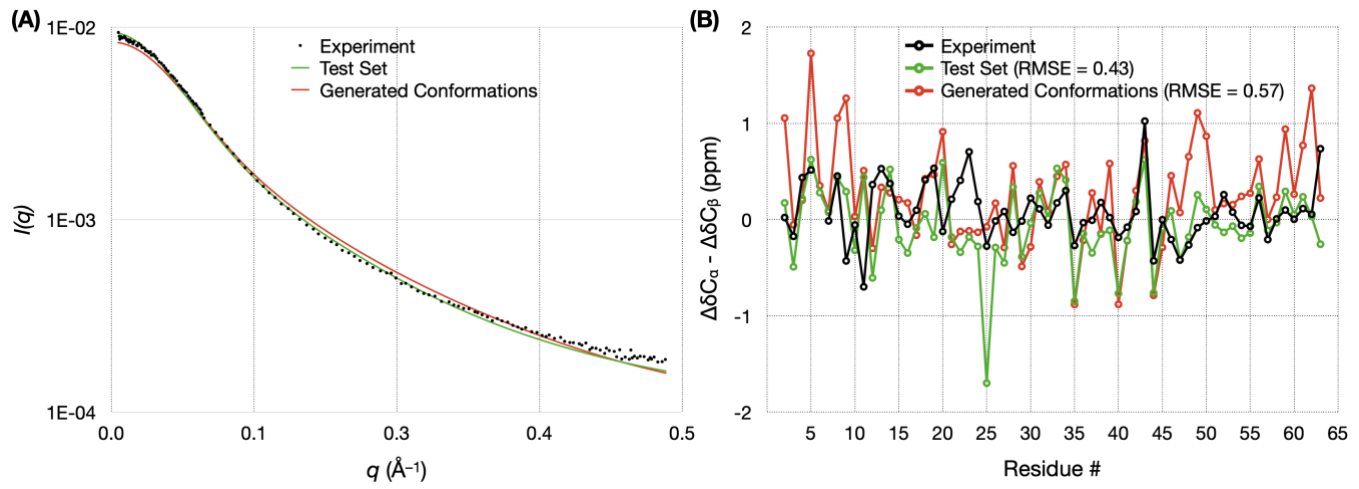 (A)
1E-02
1E-03
1E-04
I(q)
Experiment
Test Set
Generated Conformations
0.0
0.1
0.3
0.4
0.5
q (Å⁻¹)
(B)
2
1
0
-1
-2
ΔδCα - ΔδCβ (ppm)
Experiment
Test Set (RMSE = 0.43)
Generated Conformations (RMSE = 0.57)
5
10
15
20
25
30
35
40
45
50
55
60
65
Residue #